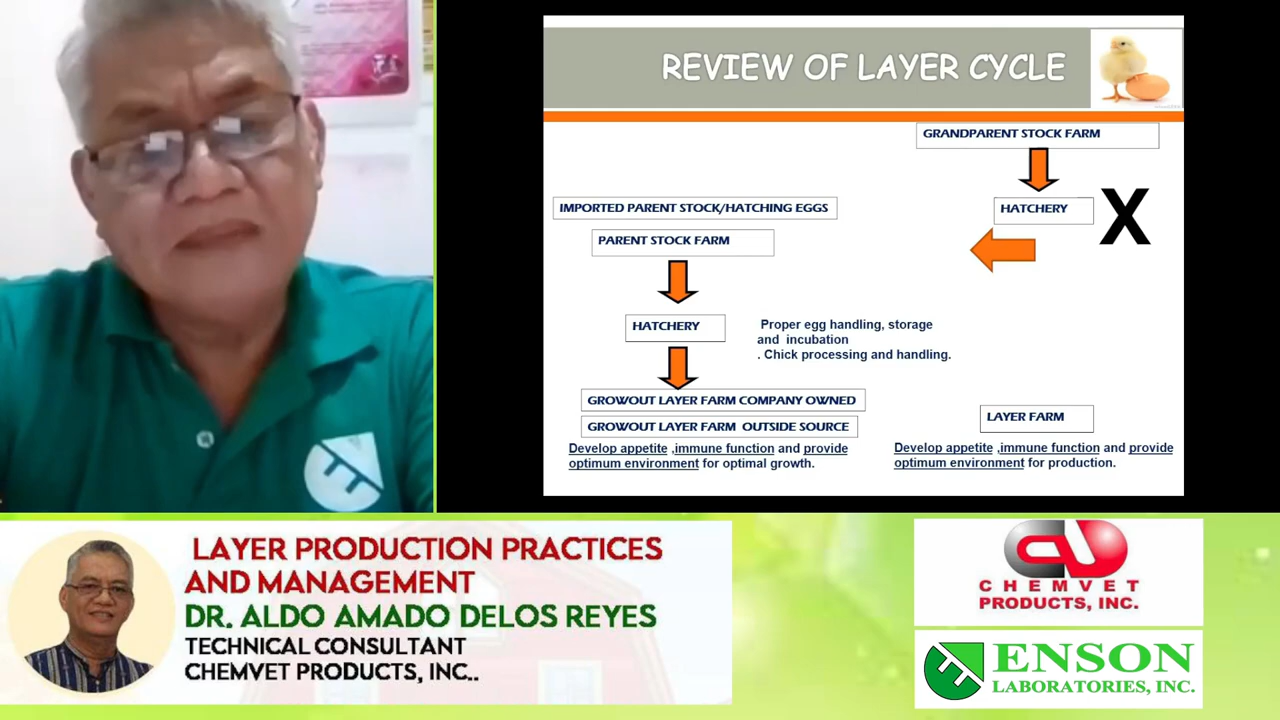 REVIEW OF LAYER CYCLE
GRANDPARENT STOCK FARM
HATCHERY
X
IMPORTED PARENT STOCK/HATCHING EGGS
PARENT STOCK FARM
HATCHERY
Proper egg handling, storage
and incubation
. Chick processing and handling.
GROWOUT LAYER FARM COMPANY OWNED
GROWOUT LAYER FARM OUTSIDE SOURCE
Develop appetite ,immune function and provide
optimum environment for optimal growth.
LAYER FARM
Develop appetite ,immune function and provide
optimum environment for production.
LAYER PRODUCTION PRACTICES
AND MANAGEMENT
DR. ALDO AMADO DELOS REYES
TECHNICAL CONSULTANT
CHEMVET PRODUCTS, INC..
CHEMVET
PRODUCTS, INC.
ENSON
LABORATORIES, INC.